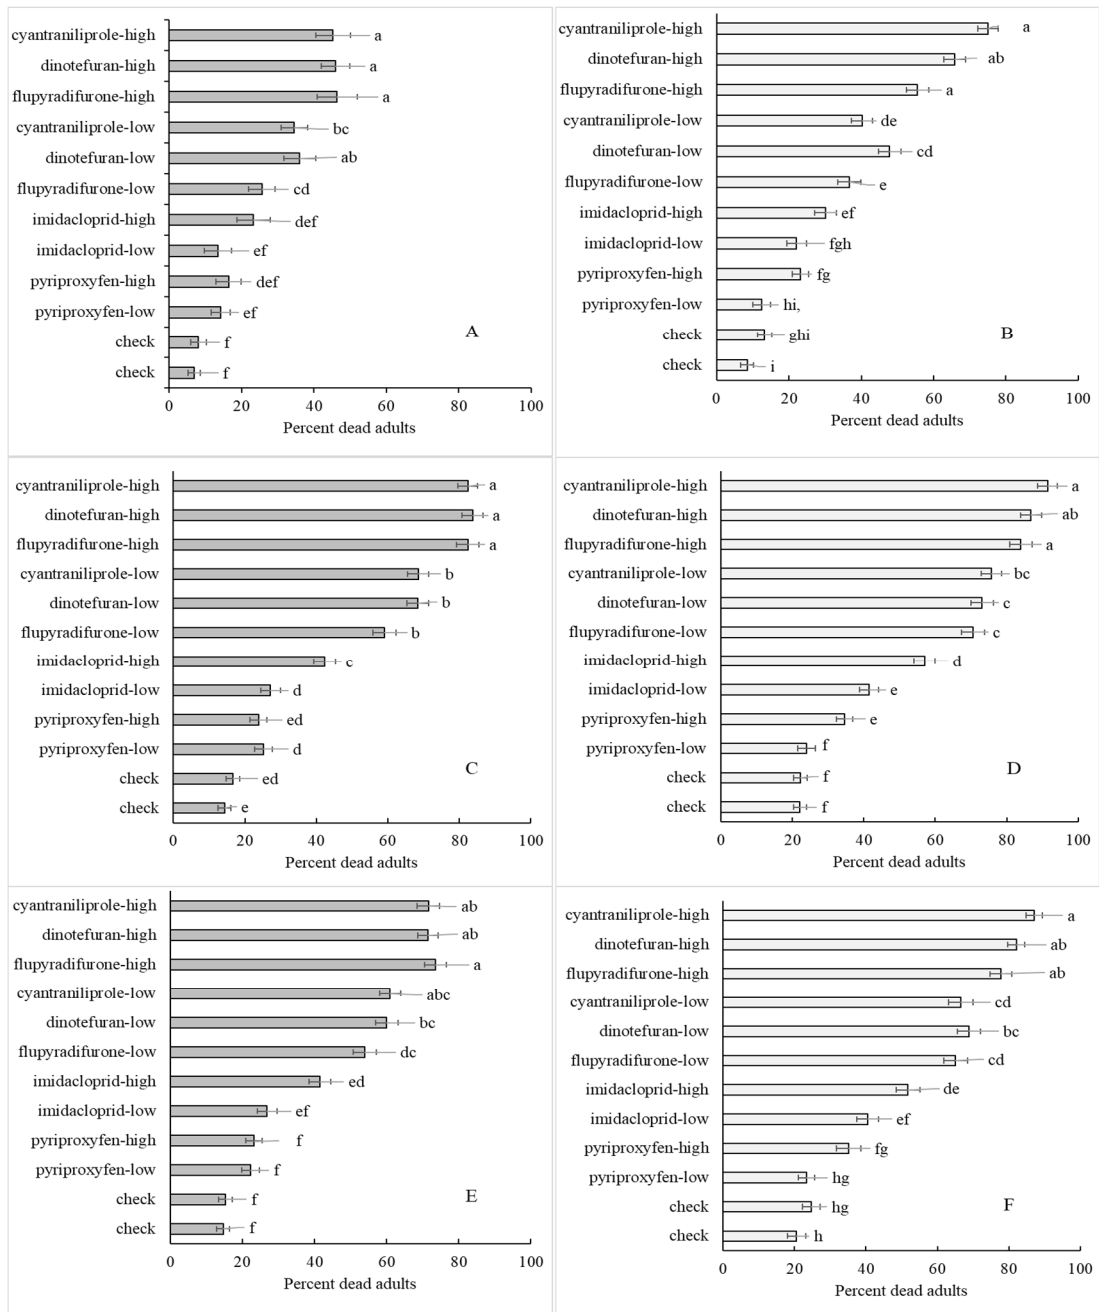 cyantraniliprole-high a
dinotefuran-high a
flupyradifurone-high a
cyantraniliprole-low bc
dinotefuran-low ab
flupyradifurone-low cd
imidacloprid-high def
imidacloprid-low ef
pyriproxyfen-high def
pyriproxyfen-low ef
A
check f
check f
0 20 40 60 80 100
Percent dead adults
cyantraniliprole-high a
dinotefuran-high ab
flupyradifurone-high a
cyantraniliprole-low de
dinotefuran-low cd
flupyradifurone-low e
imidacloprid-high ef
imidacloprid-low fgh
pyriproxyfen-high fg
pyriproxyfen-low hi,
check ghi B
check i
0 20 40 60 80 100
Percent dead adults
cyantraniliprole-high a
dinotefuran-high a
flupyradifurone-high a
cyantraniliprole-low b
dinotefuran-low b
flupyradifurone-low b
imidacloprid-high c
imidacloprid-low d
pyriproxyfen-high ed
pyriproxyfen-low d
C
check ed
check e
0 20 40 60 80 100
Percent dead adults
cyantraniliprole-high a
dinotefuran-high ab
flupyradifurone-high a
cyantraniliprole-low bc
dinotefuran-low c
flupyradifurone-low c
imidacloprid-high d
imidacloprid-low e
pyriproxyfen-high e
pyriproxyfen-low f
D
check f
check f
0 20 40 60 80 100
Percent dead adults
cyantraniliprole-high ab
dinotefuran-high ab
flupyradifurone-high a
cyantraniliprole-low abc
dinotefuran-low bc
flupyradifurone-low dc
imidacloprid-high ed
imidacloprid-low ef
pyriproxyfen-high f
pyriproxyfen-low f
check f E
check f
0 20 40 60 80 100
Percent dead adults
cyantraniliprole-high a
dinotefuran-high ab
flupyradifurone-high ab
cyantraniliprole-low cd
dinotefuran-low bc
flupyradifurone-low cd
imidacloprid-high de
imidacloprid-low ef
pyriproxyfen-high fg
pyriproxyfen-low hg
check hg F
check h
0 20 40 60 80 100
Percent dead adults